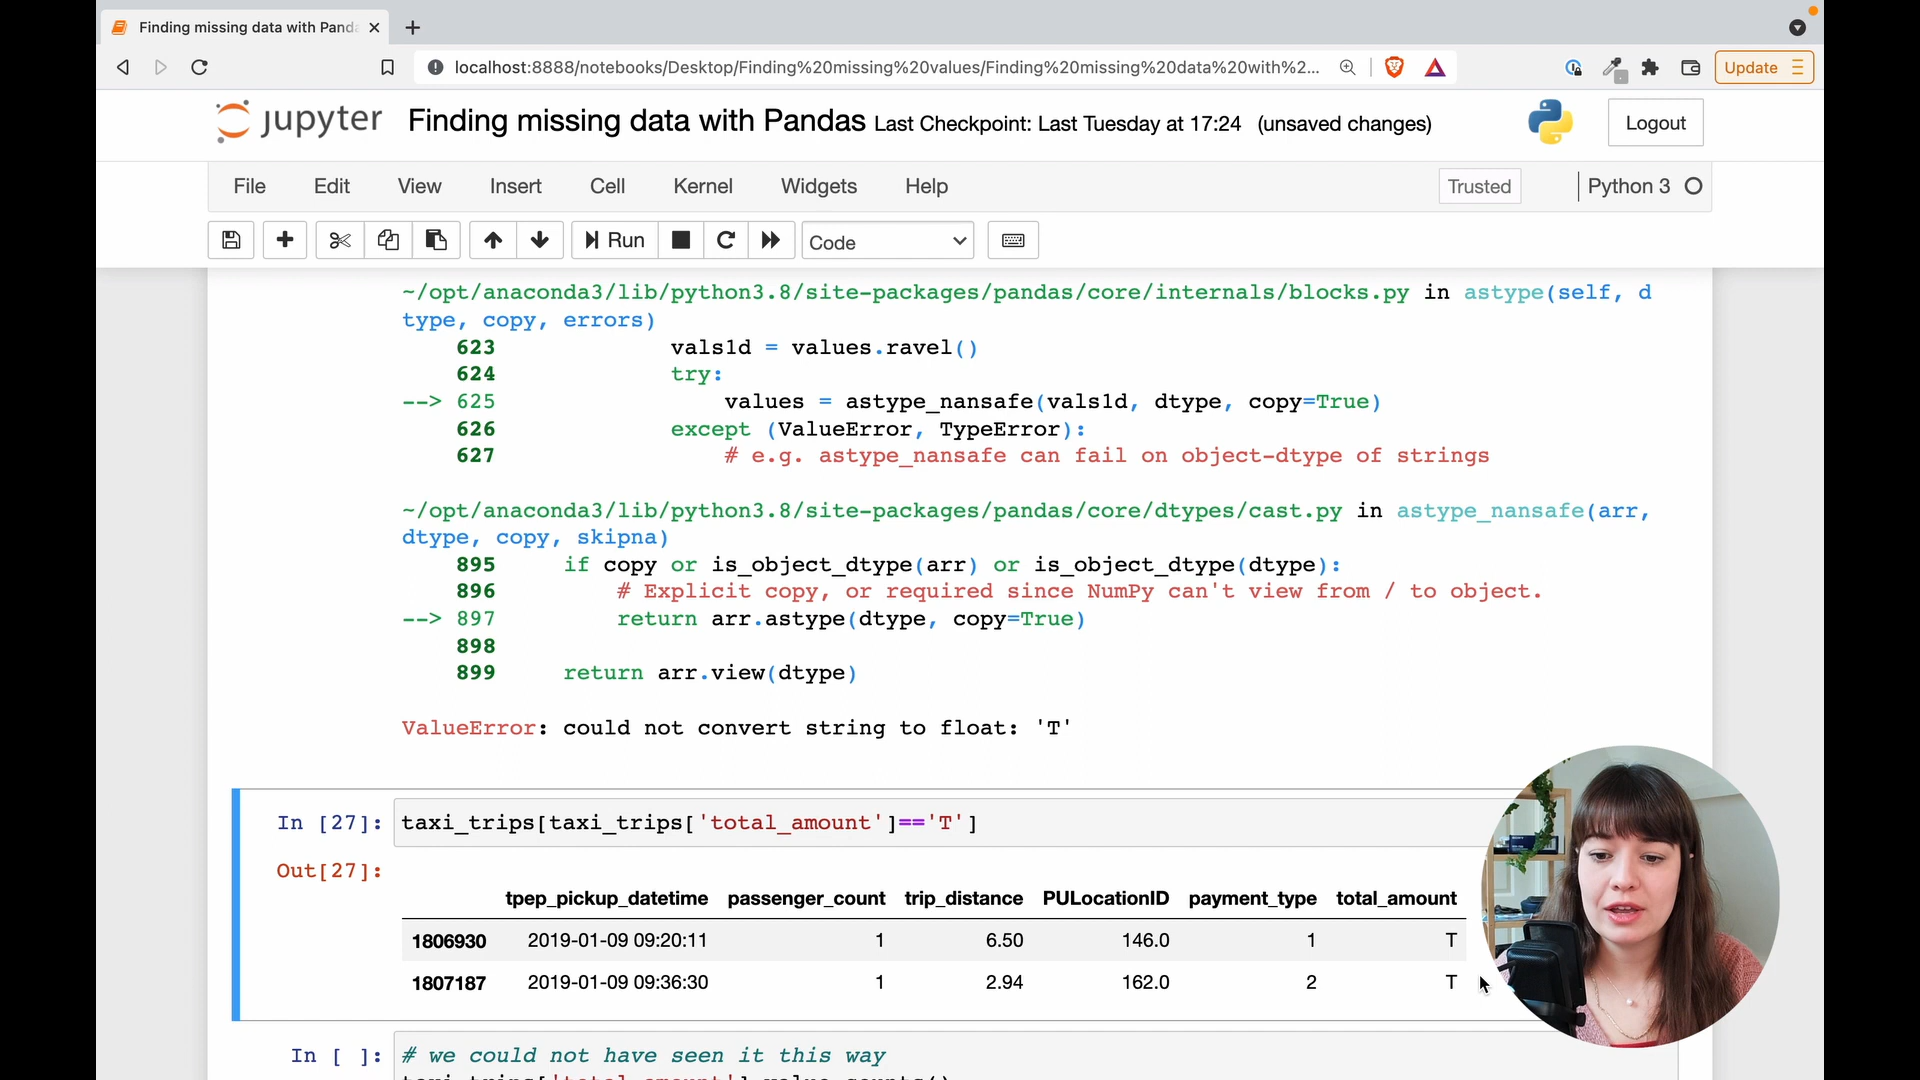 Finding missing data with Panda
localhost:8888/notebooks/Desktop/Finding%20missing%20values/Finding%20missing%20data%20with%2...
Update
jupyter Finding missing data with Pandas Last Checkpoint: Last Tuesday at 17:24 (unsaved changes)
Logout
File Edit View Insert Cell Kernel Widgets Help Trusted Python 3
Run Code
~/opt/anaconda3/lib/python3.8/site-packages/pandas/core/internals/blocks.py in astype(self, d
type, copy, errors)
623 vals1d = values.ravel()
624 try:
--> 625 values = astype_nansafe(vals1d, dtype, copy=True)
626 except (ValueError, TypeError):
627 # e.g. astype_nansafe can fail on object-dtype of strings
~/opt/anaconda3/lib/python3.8/site-packages/pandas/core/dtypes/cast.py in astype_nansafe(arr,
dtype, copy, skipna)
895 if copy or is_object_dtype(arr) or is_object_dtype(dtype):
896 # Explicit copy, or required since NumPy can't view from / to object.
--> 897 return arr.astype(dtype, copy=True)
898
899 return arr.view(dtype)
ValueError: could not convert string to float: 'T'
In [27]: taxi_trips[taxi_trips['total_amount']=='T']
Out[27]:
tpep_pickup_datetime passenger_count trip_distance PULocationID payment_type total_amount
1806930 2019-01-09 09:20:11 1 6.50 146.0 1 T
1807187 2019-01-09 09:36:30 1 2.94 162.0 2 T
In [ ]: # we could not have seen it this way
taxi_trips['total_amount'].value_counts()